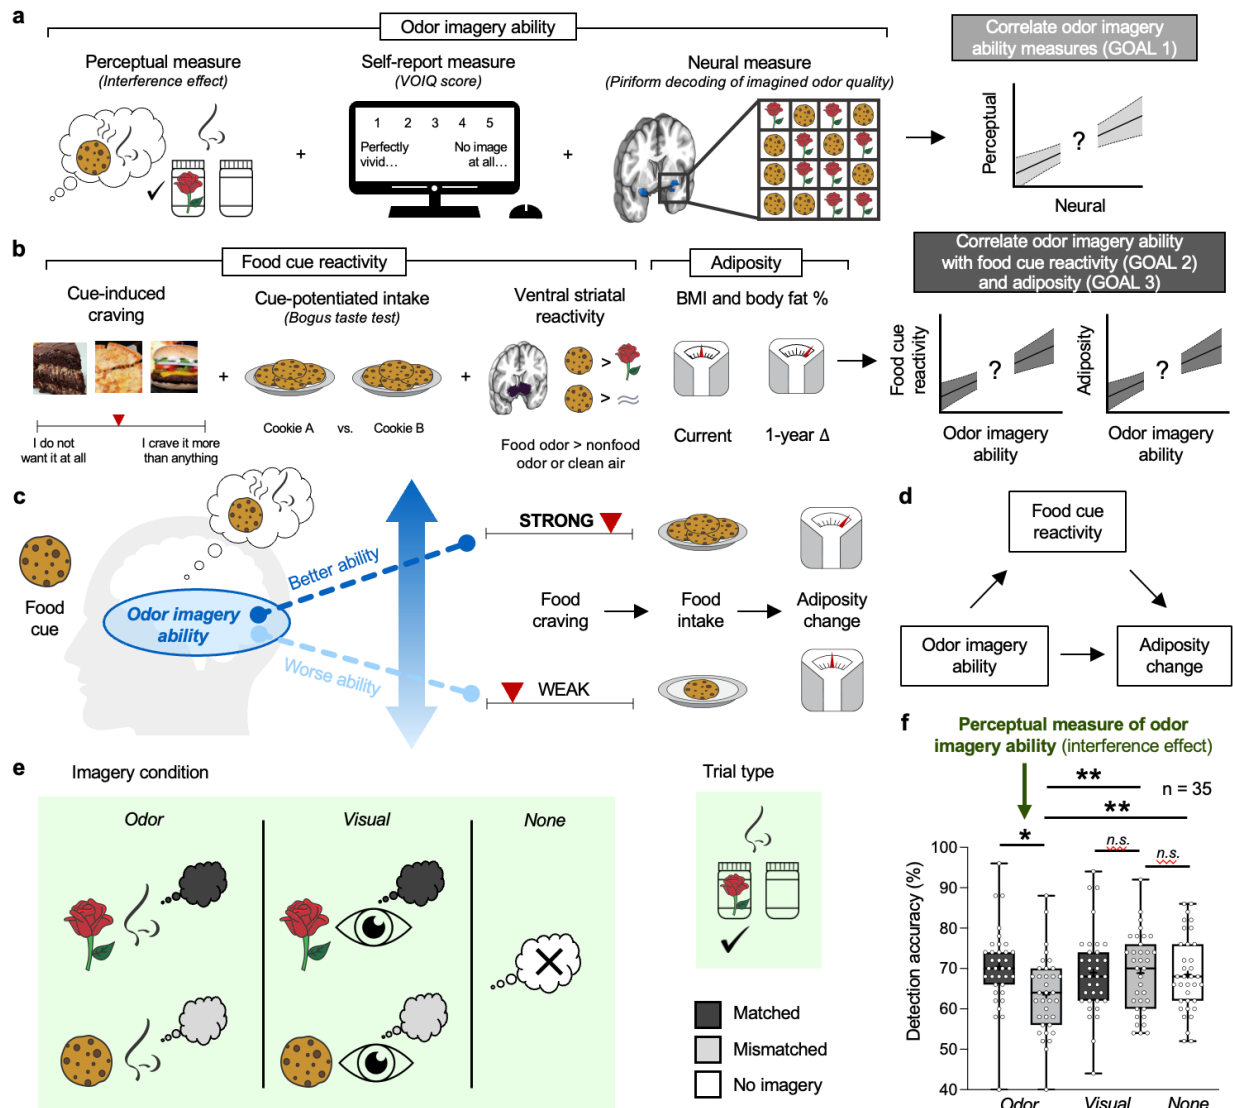 a
Odor imagery ability
Perceptual measure
(Interference effect)
Self-report measure
(VOIQ score)
Neural measure
(Piriform decoding of imagined odor quality)
1 2 3 4 5
Perfectly
vivid…
No image
at all…
+
+
Correlate odor imagery
ability measures (GOAL 1)
Perceptual
?
Neural
b
Food cue reactivity
Adiposity
Cue-induced
craving
Cue-potentiated intake
(Bogus taste test)
Ventral striatal
reactivity
BMI and body fat %
+
+
>
>
I do not
want it at all
I crave it more
than anything
Cookie A vs. Cookie B
Food odor > nonfood
odor or clean air
Current
1-year Δ
Correlate odor imagery ability
with food cue reactivity (GOAL 2)
and adiposity (GOAL 3)
Food cue
reactivity
?
Odor imagery
ability
Adiposity
?
Odor imagery
ability
c
Food
cue
Odor imagery
ability
Better ability
Worse ability
STRONG
Food
craving
Food
intake
Adiposity
change
WEAK
d
Food cue
reactivity
Odor imagery
ability
Adiposity
change
e
Imagery condition
Odor
Visual
None
Trial type
Matched
Mismatched
No imagery
f
Perceptual measure of odor
imagery ability (interference effect)
n = 35
**
**
*
n.s.
n.s.
Detection accuracy (%)
100
90
80
70
60
50
40
Odor
Visual
None